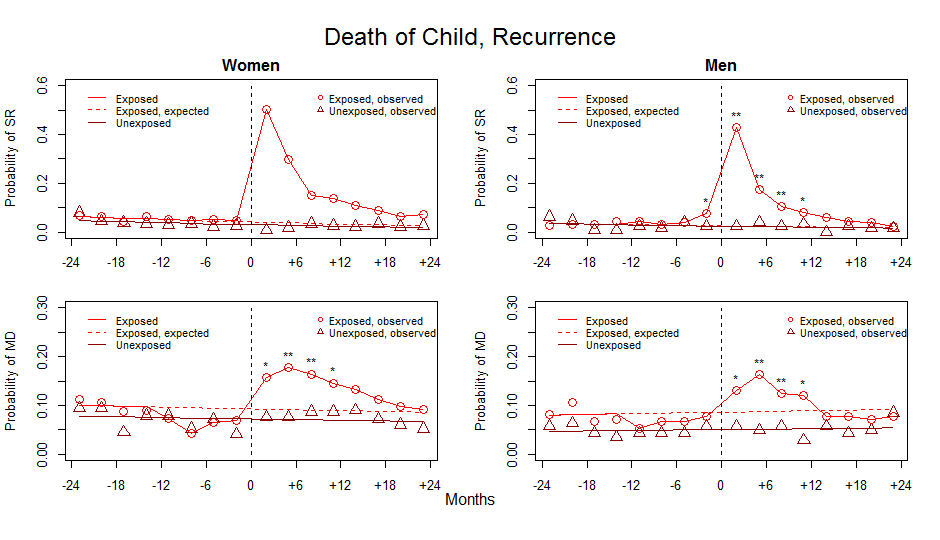 Death of Child, Recurrence
Women
Men
Probability of SR
0.0 0.2 0.4 0.6
Exposed
Exposed, expected
Unexposed
Exposed, observed
Unexposed, observed
-24 -18 -12 -6 0 +6 +12 +18 +24
Probability of SR
0.0 0.2 0.4 0.6
Exposed
Exposed, expected
Unexposed
Exposed, observed
Unexposed, observed
* ** ** ** *
-24 -18 -12 -6 0 +6 +12 +18 +24
Probability of MD
0.00 0.10 0.20 0.30
Exposed
Exposed, expected
Unexposed
Exposed, observed
Unexposed, observed
* ** ** *
-24 -18 -12 -6 0 +6 +12 +18 +24
Probability of MD
0.00 0.10 0.20 0.30
Exposed
Exposed, expected
Unexposed
Exposed, observed
Unexposed, observed
* ** ** *
-24 -18 -12 -6 0 +6 +12 +18 +24
Months